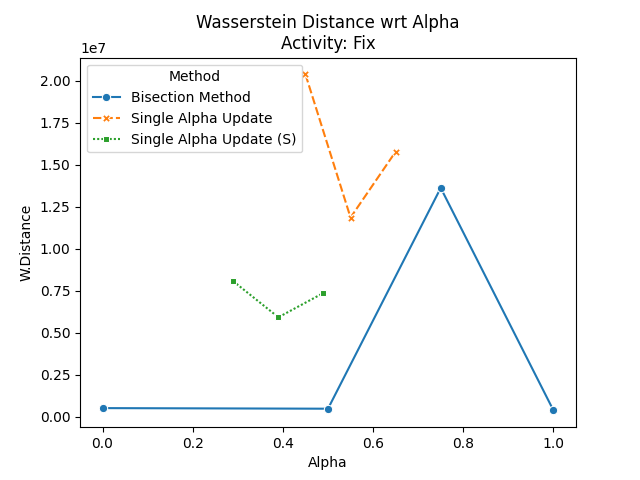 Wasserstein Distance wrt Alpha
Activity: Fix
1e7
Method
Bisection Method
Single Alpha Update
Single Alpha Update (S)
2.00
1.75
1.50
1.25
1.00
0.75
0.50
0.25
0.00
W.Distance
0.0 0.2 0.4 0.6 0.8 1.0
Alpha